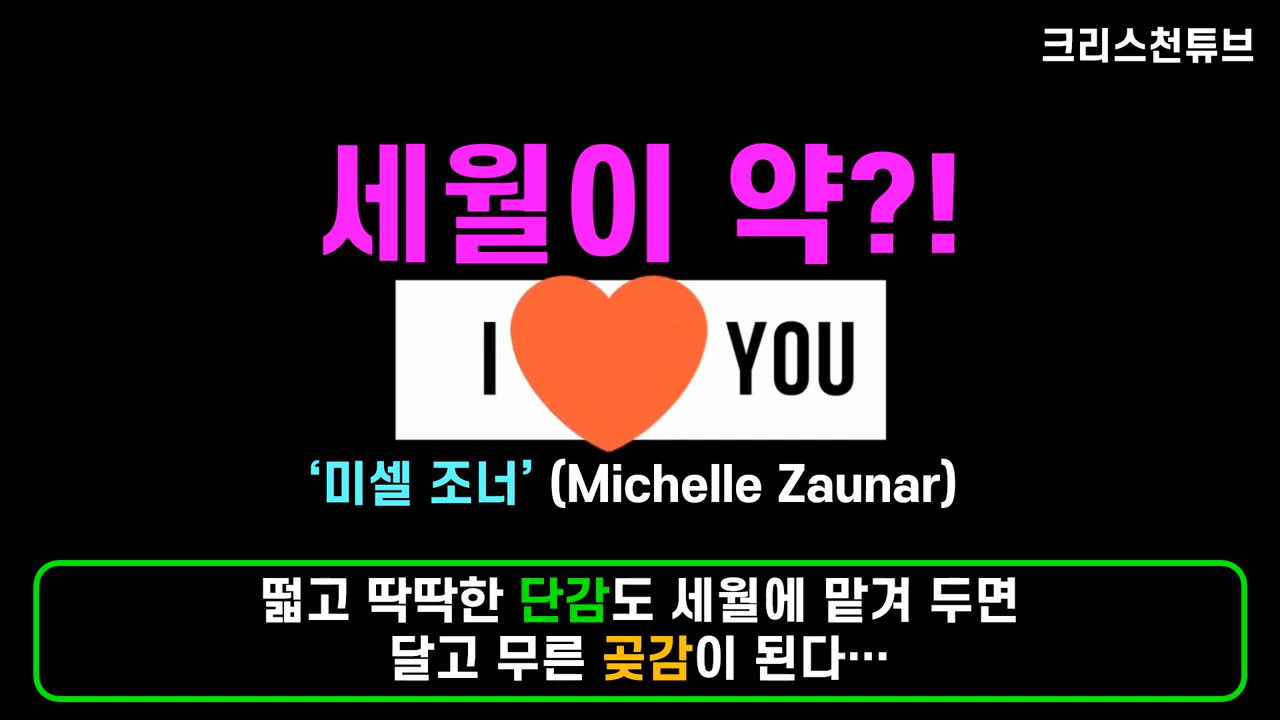 크리스천튜브
세월이 약?!
I YOU
‘미셸 조너’ (Michelle Zaunar)
떫고 딱딱한 단감도 세월에 맡겨 두면
달고 무른 곶감이 된다…